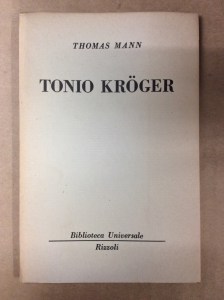 THOMAS MANN
TONIO KRÖGER
Biblioteca Universale
Rizzoli